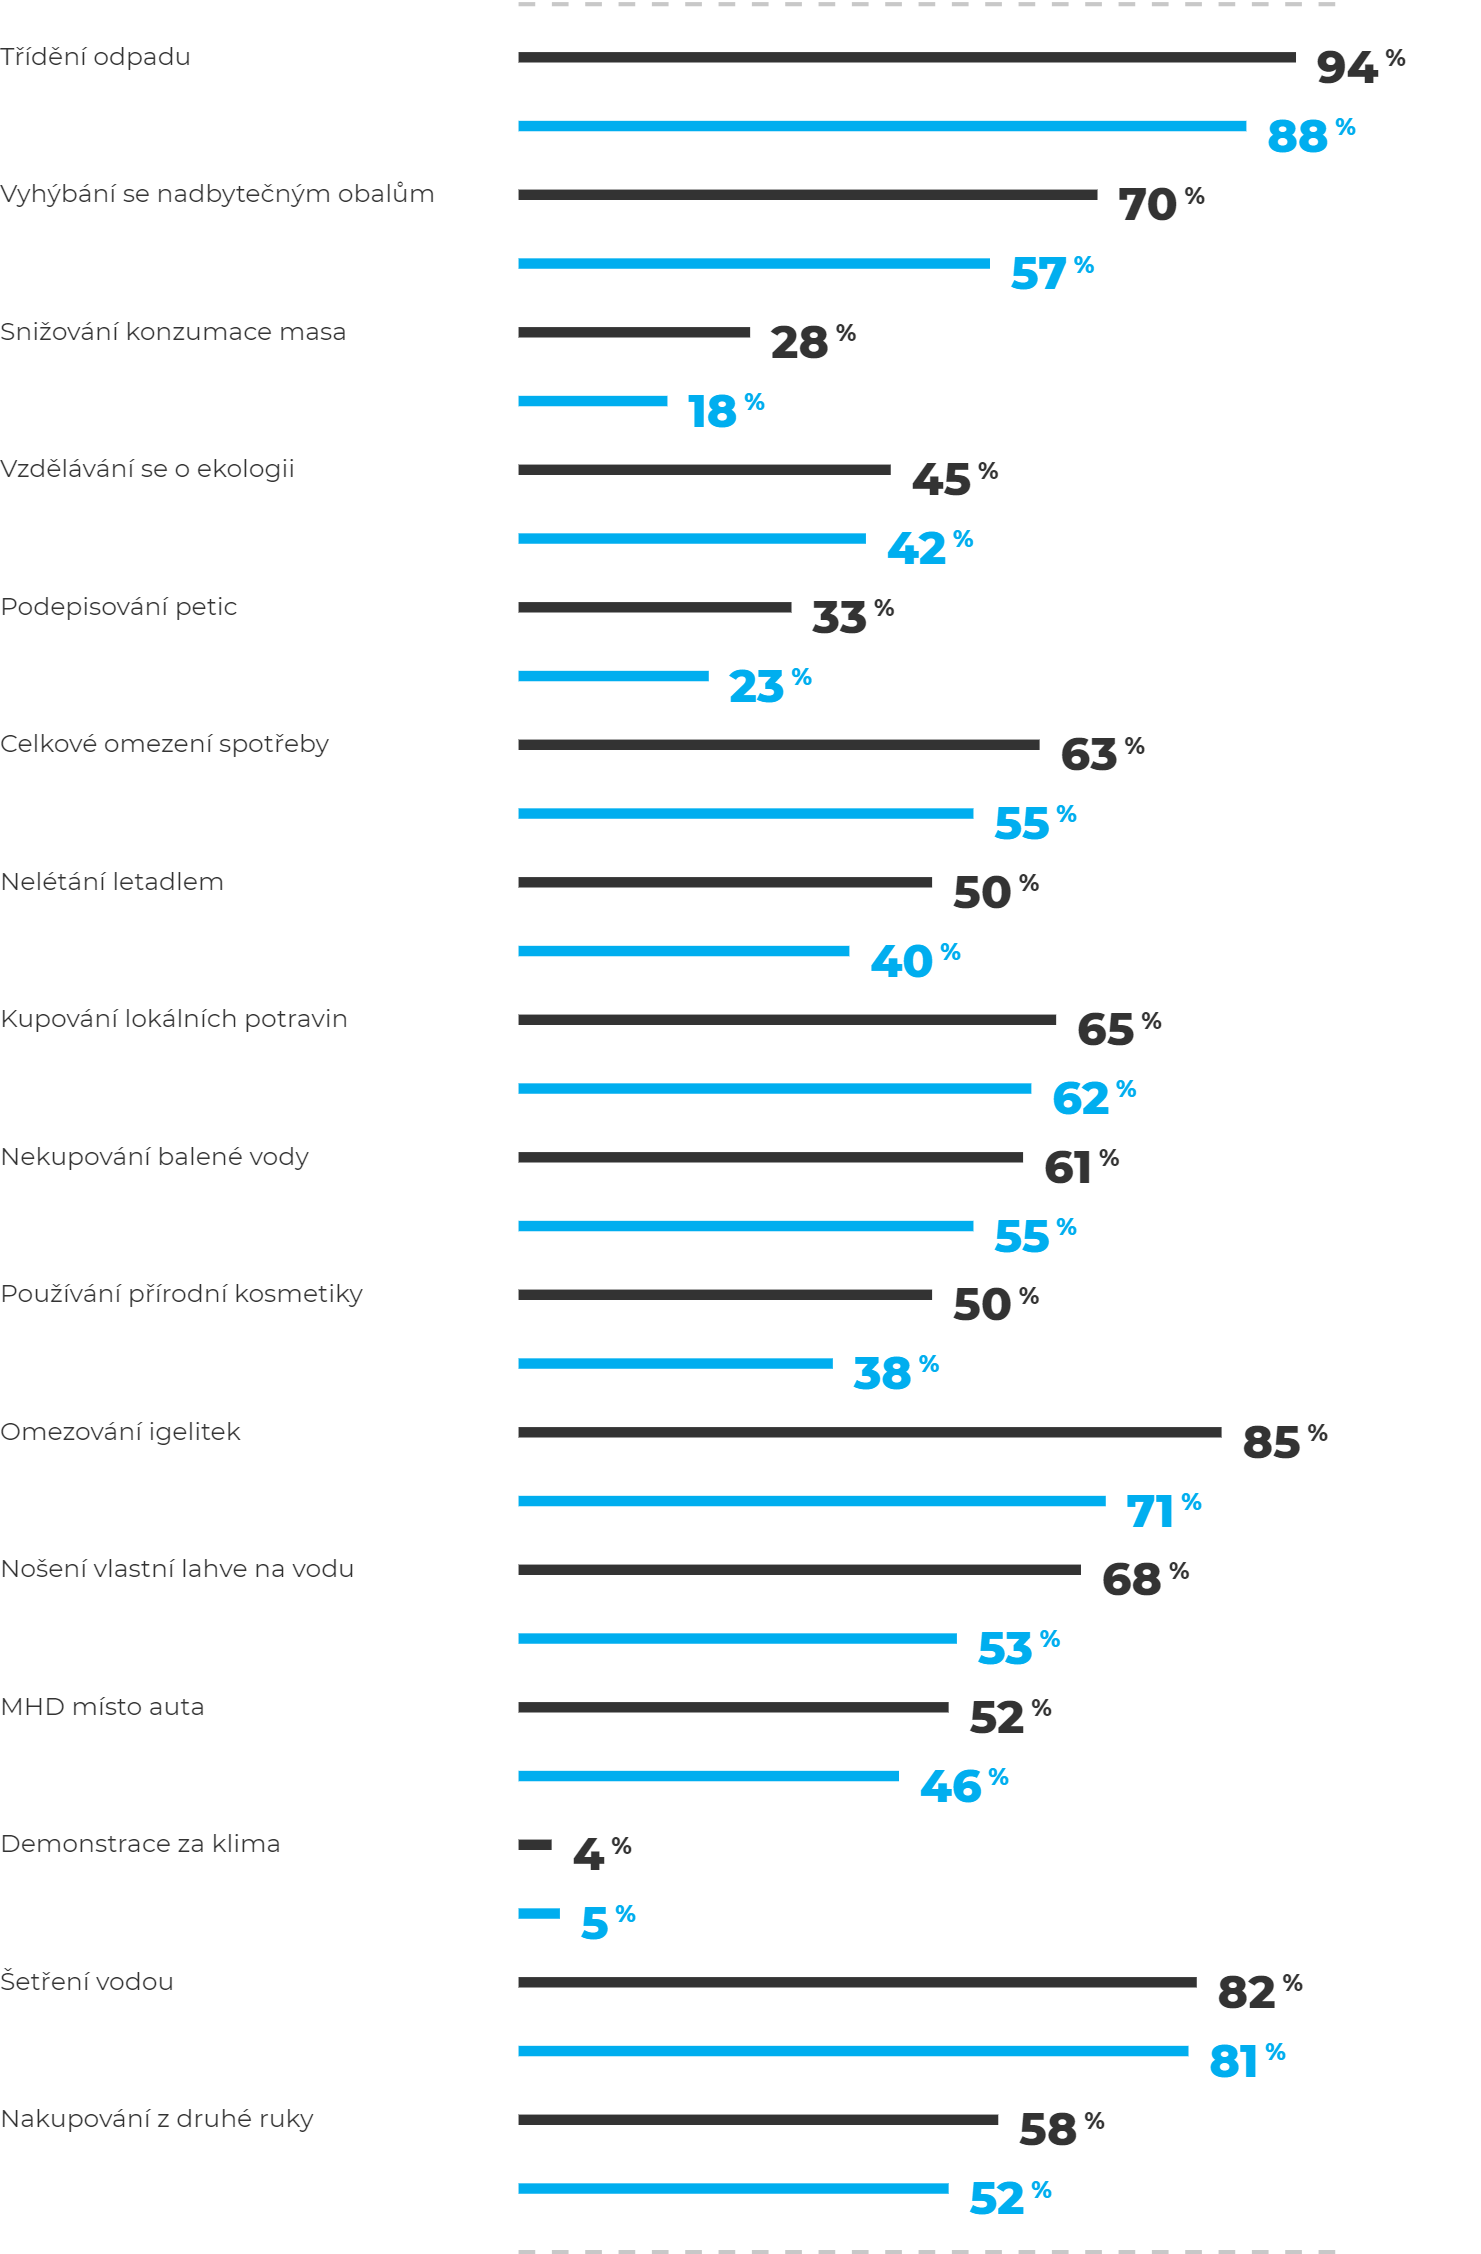 Třídění odpadu 94 %
88 %
Vyhýbání se nadbytečným obalům 70 %
57 %
Snižování konzumace masa 28 %
18 %
Vzdělávání se o ekologii 45 %
42 %
Podepisování petic 33 %
23 %
Celkové omezení spotřeby 63 %
55 %
Nelétání letadlem 50 %
40 %
Kupování lokálních potravin 65 %
62 %
Nekupování balené vody 61 %
55 %
Používání přírodní kosmetiky 50 %
38 %
Omezování igelitek 85 %
71 %
Nošení vlastní lahve na vodu 68 %
53 %
MHD místo auta 52 %
46 %
Demonstrace za klima 4 %
5 %
Šetření vodou 82 %
81 %
Nakupování z druhé ruky 58 %
52 %